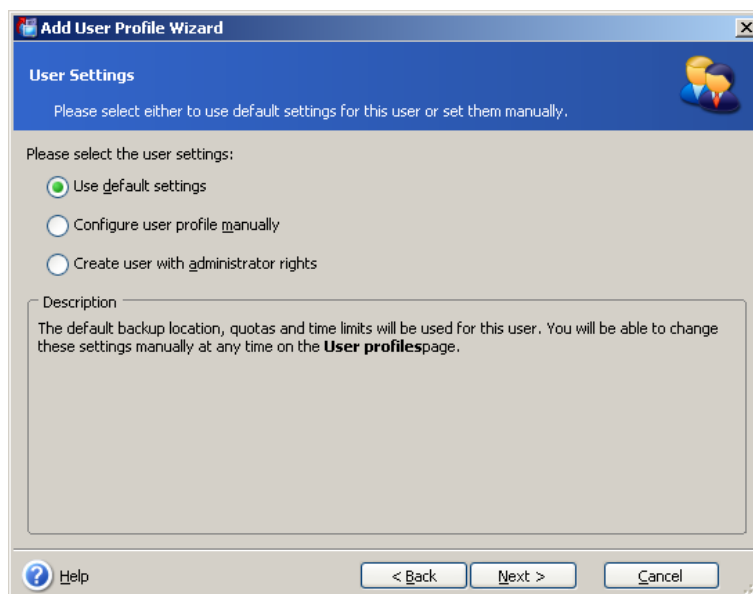 Add User Profile Wizard
User Settings
Please select either to use default settings for this user or set them manually.
Please select the user settings:
Use default settings
Configure user profile manually
Create user with administrator rights
Description
The default backup location, quotas and time limits will be used for this user. You will be able to change
these settings manually at any time on the User profilespage.
Help
< Back
Next >
Cancel